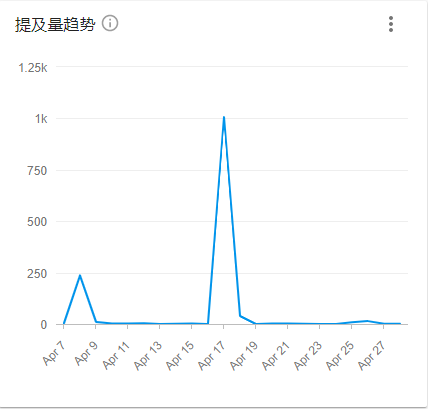 提及量趋势
1.25k
1k
750
500
250
0
Apr 7
Apr 9
Apr 11
Apr 13
Apr 15
Apr 17
Apr 19
Apr 21
Apr 23
Apr 25
Apr 27